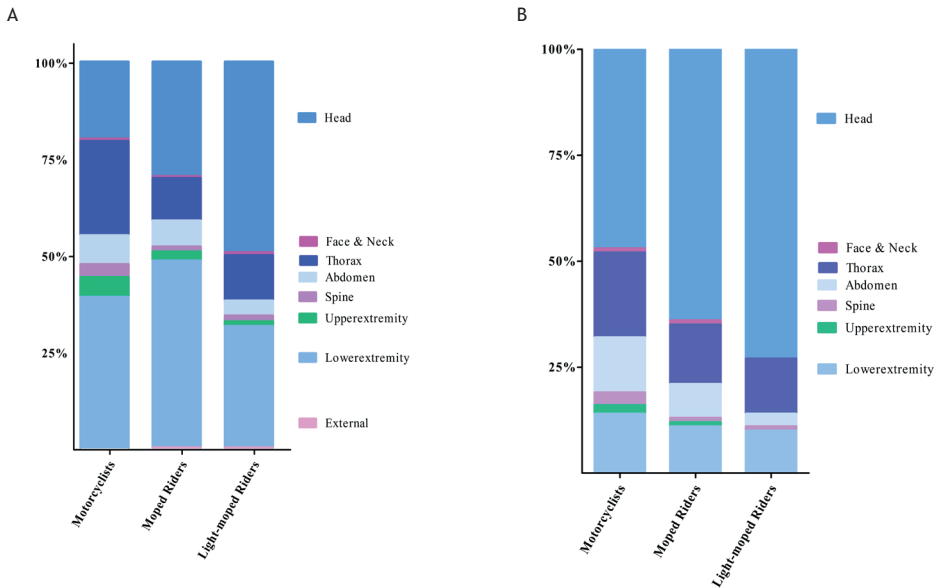 A
100%
75%
50%
25%
Head
Face & Neck
Thorax
Abdomen
Spine
Upperextremity
Lowerextremity
External
Motorcyclists
Moped Riders
Light-moped Riders
B
100%
75%
50%
25%
Head
Face & Neck
Thorax
Abdomen
Spine
Upperextremity
Lowerextremity
Motorcyclists
Moped Riders
Light-moped Riders